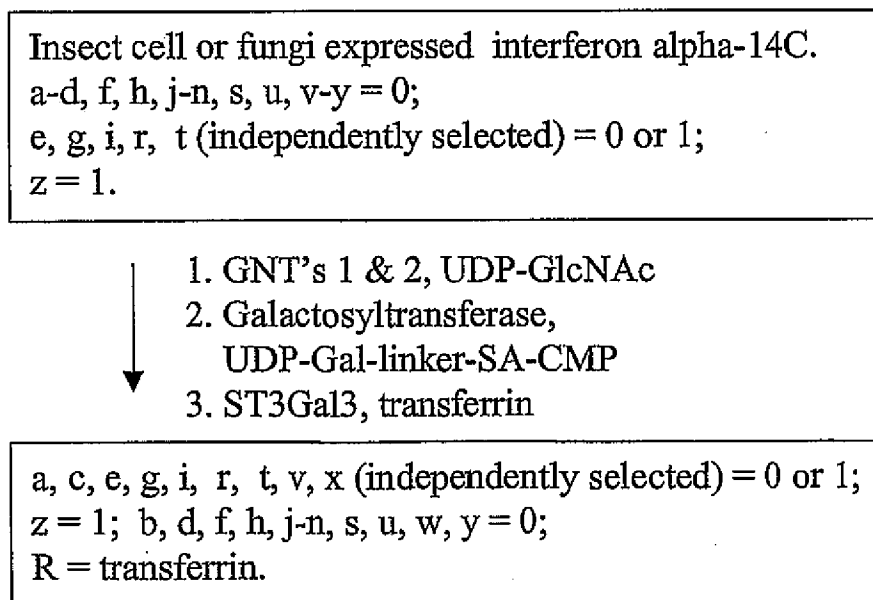 Insect cell or fungi expressed interferon alpha-14C.
a-d, f, h, j-n, s, u, v-y = 0;
e, g, i, r, t (independently selected) = 0 or 1;
z = 1.
1. GNT's 1 & 2, UDP-GlcNAc
2. Galactosyltransferase,
UDP-Gal-linker-SA-CMP
3. ST3Gal3, transferrin
a, c, e, g, i, r, t, v, x (independently selected) = 0 or 1;
z = 1; b, d, f, h, j-n, s, u, w, y = 0;
R = transferrin.